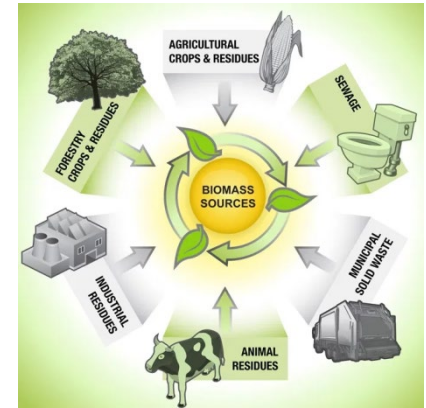 AGRICULTURAL
CROPS & RESIDUES
SEWAGE
FORESTRY
CROPS & RESIDUES
BIOMASS
SOURCES
INDUSTRIAL
RESIDUES
MUNICIPAL
SOLID WASTE
ANIMAL
RESIDUES